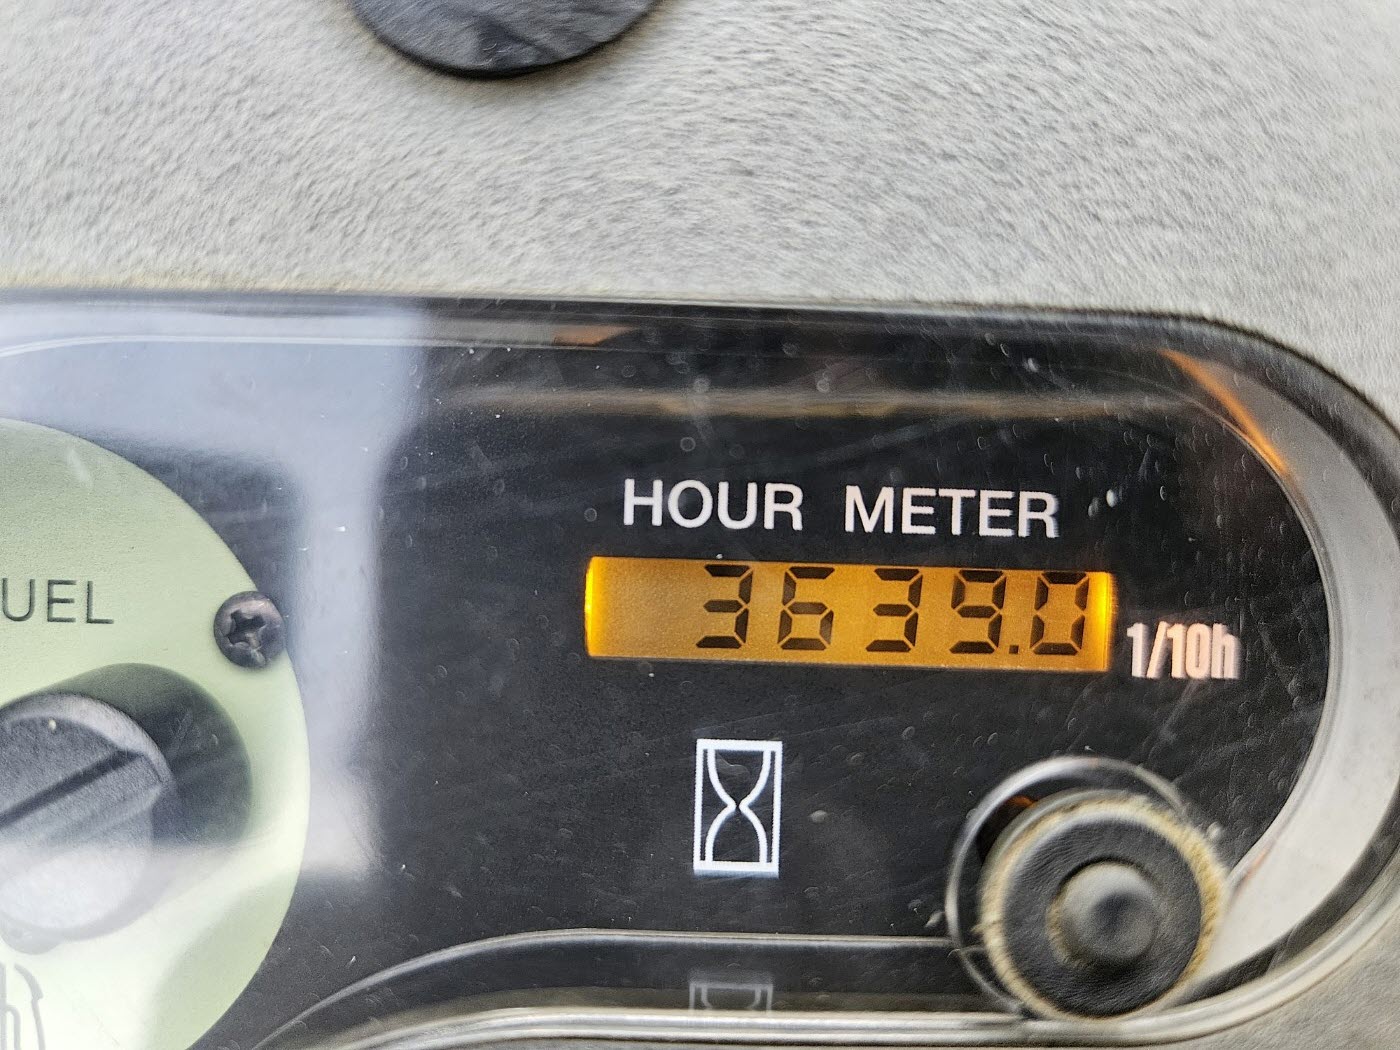 HOUR METER
3639.0
1/10h
UEL